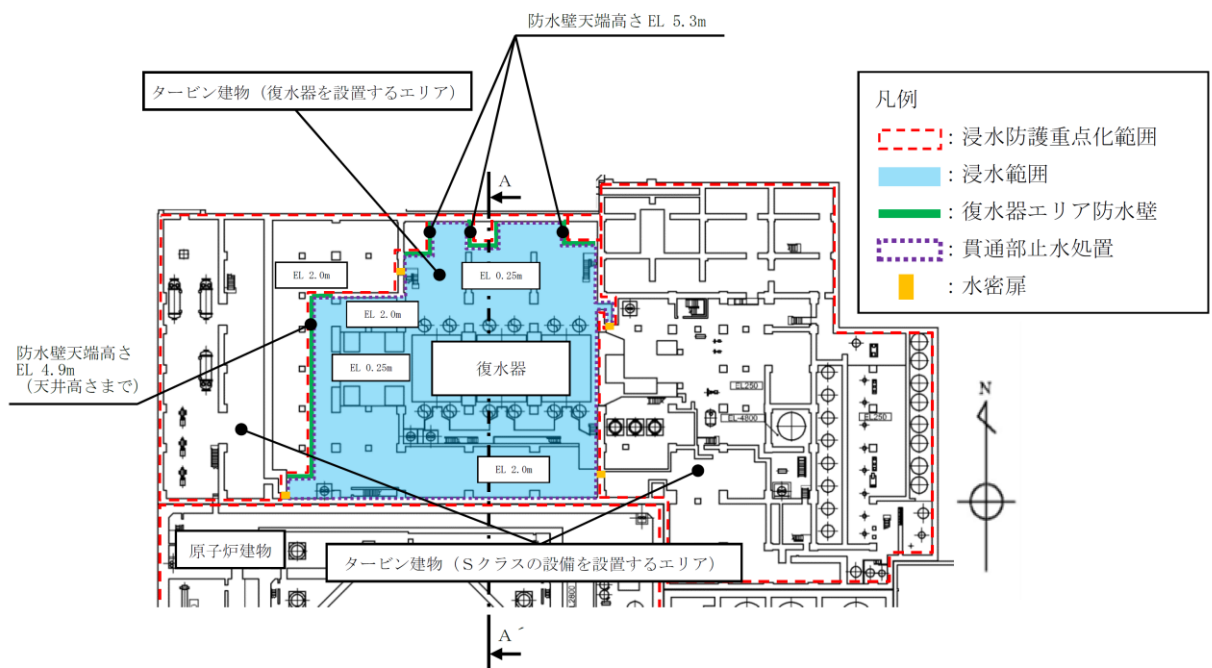 防水壁天端高さ EL 5.3m
タービン建物（復水器を設置するエリア）
凡例
：浸水防護重点化範囲
：浸水範囲
：復水器エリア防水壁
：貫通部止水処置
：水密扉
A
EL 2.0m
EL 0.25m
EL 2.0m
防水壁天端高さ
EL 4.9m
（天井高さまで）
EL 0.25m
復水器
EL250
EL-4800
EL250
N
EL 2.0m
原子炉建物
タービン建物（Sクラスの設備を設置するエリア）
A´